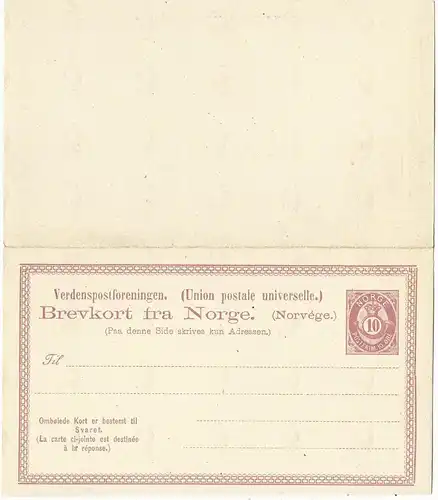 Verdenspostforeningen. (Union postale universelle.)
Brevkort fra Norge. (Norvége.)
(Paa denne Side skrives kun Adressen.)
NORGE
10
Til
Ombøiede Kort er bestemt til
Svaret.
(La carte ci-jointe est destinée
à la réponse.)